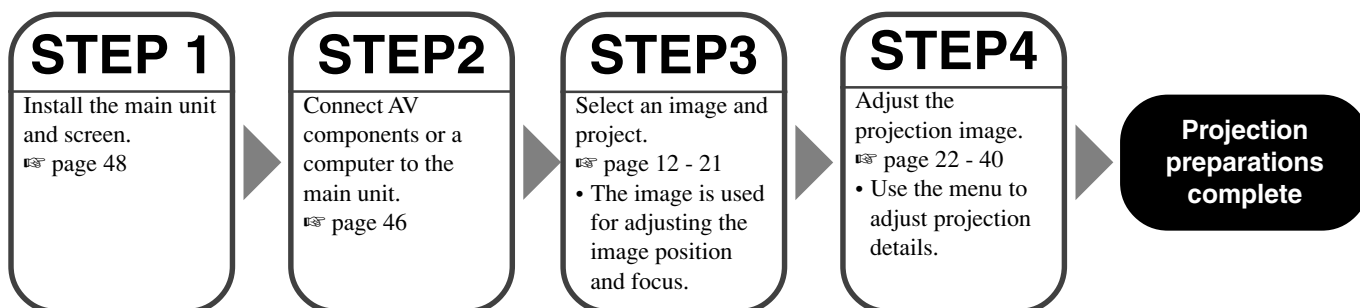 STEP 1
Install the main unit
and screen.
☞ page 48
STEP2
Connect AV
components or a
computer to the
main unit.
☞ page 46
STEP3
Select an image and
project.
☞ page 12 - 21
• The image is used
for adjusting the
image position
and focus.
STEP4
Adjust the
projection image.
☞ page 22 - 40
• Use the menu to
adjust projection
details.
Projection
preparations
complete